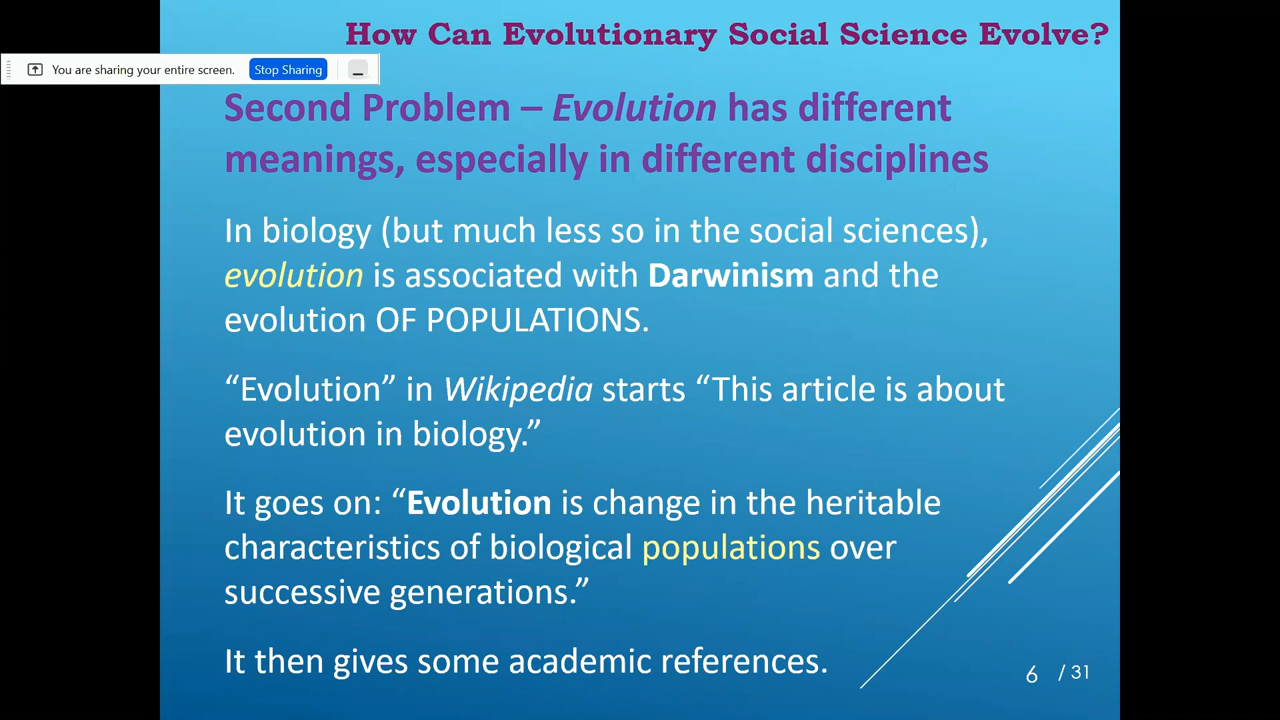 How Can Evolutionary Social Science Evolve?
You are sharing your entire screen. Stop Sharing
Second Problem – Evolution has different
meanings, especially in different disciplines
In biology (but much less so in the social sciences),
evolution is associated with Darwinism and the
evolution OF POPULATIONS.
“Evolution” in Wikipedia starts “This article is about
evolution in biology.”
It goes on: “Evolution is change in the heritable
characteristics of biological populations over
successive generations.”
It then gives some academic references.
6 / 31